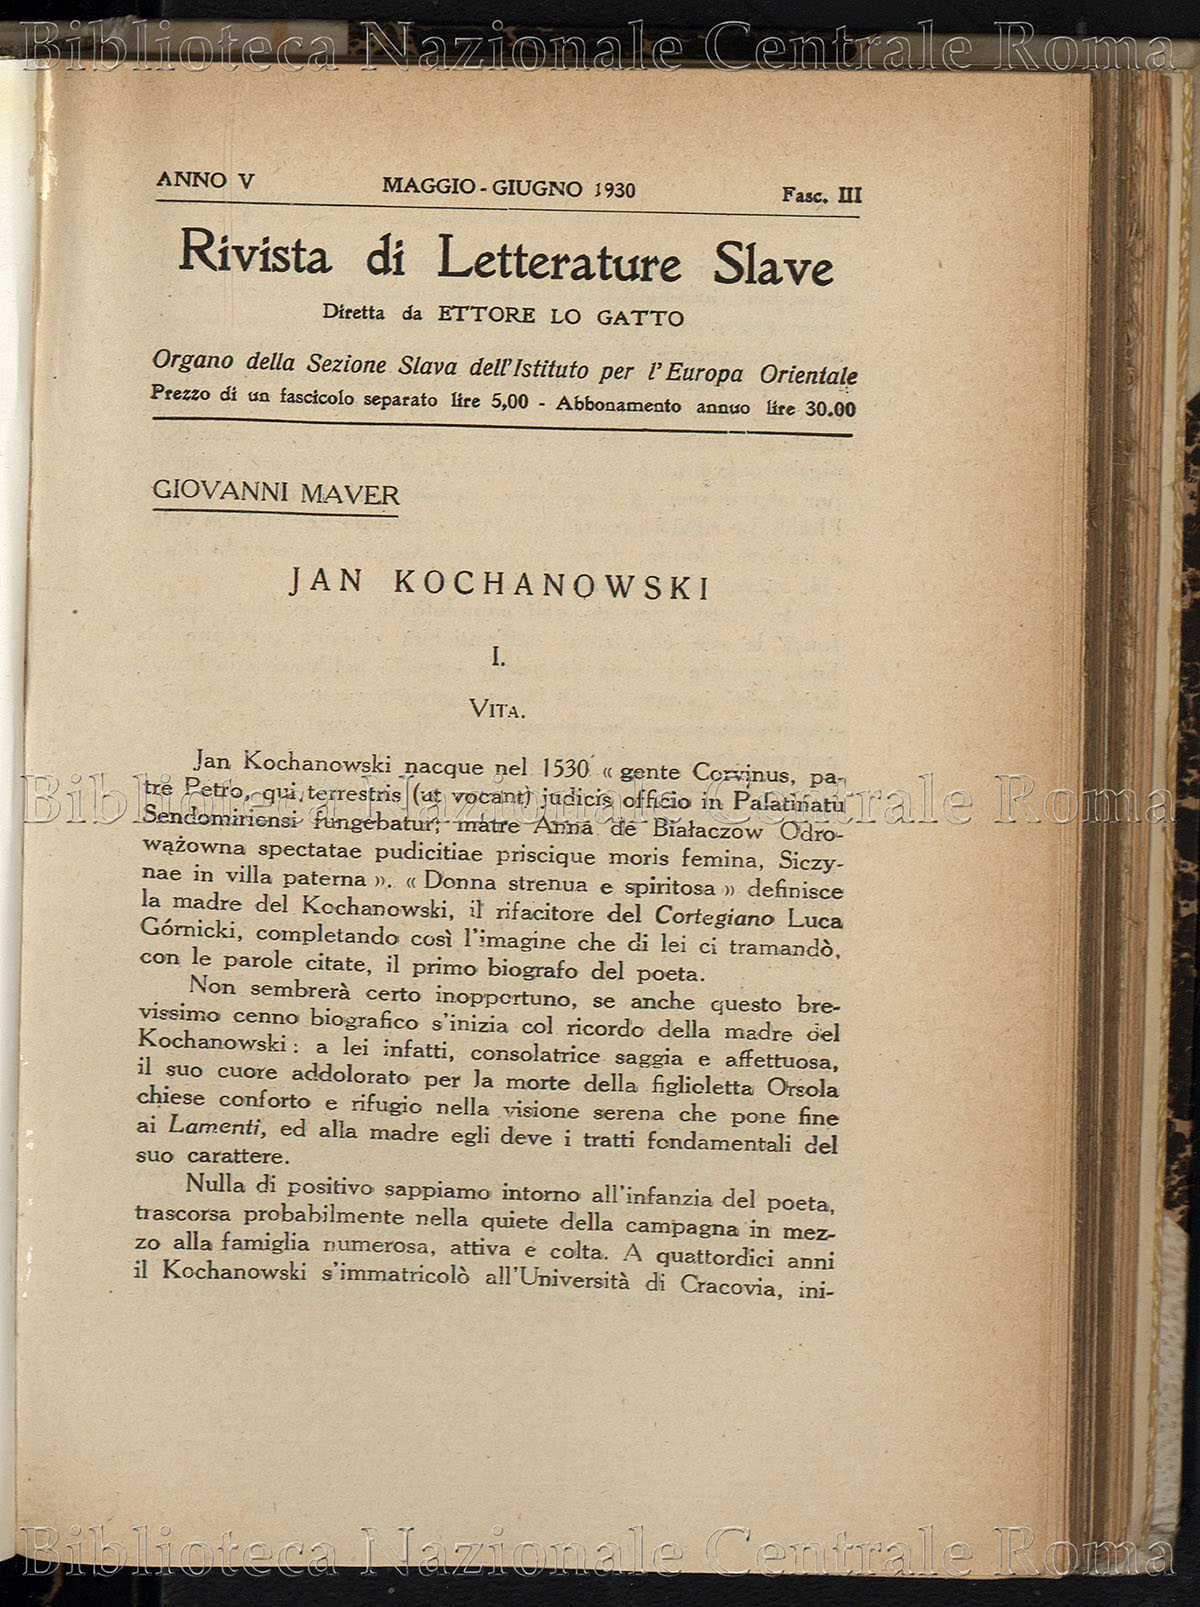 Biblioteca Nazionale Centrale Roma
ANNO V MAGGIO - GIUGNO 1930 Fasc. III
Rivista di Letterature Slave
Diretta da ETTORE LO GATTO
Organo della Sezione Slava dell'Istituto per l'Europa Orientale
Prezzo di un fascicolo separato lire 5,00 - Abbonamento annuo lire 30.00
GIOVANNI MAVER
JAN KOCHANOWSKI
I.
VITA.
Jan Kochanowski nacque nel 1530 « gente Corvinus, pa-
tre Petro, qui terrestris (ut vocant) judicis officio in Palatinatu
Biblioteca Nazionale Centrale Roma
Sendomiriensi fungebatur; matre Anna de Białaczow Odro-
wążowna spectatae pudicitiae priscique moris femina, Siczy-
nae in villa paterna ». « Donna strenua e spiritosa » definisce
la madre del Kochanowski, il rifacitore del Cortegiano Luca
Górnicki, completando così l'imagine che di lei ci tramandò,
con le parole citate, il primo biografo del poeta.
Non sembrerà certo inopportuno, se anche questo bre-
vissimo cenno biografico s'inizia col ricordo della madre del
Kochanowski : a lei infatti, consolatrice saggia e affettuosa,
il suo cuore addolorato per la morte della figlioletta Orsola
chiese conforto e rifugio nella visione serena che pone fine
ai Lamenti, ed alla madre egli deve i tratti fondamentali del
suo carattere.
Nulla di positivo sappiamo intorno all'infanzia del poeta,
trascorsa probabilmente nella quiete della campagna in mez-
zo alla famiglia numerosa, attiva e colta. A quattordici anni
il Kochanowski s'immatricolò all'Università di Cracovia, ini-
Biblioteca Nazionale Centrale Roma